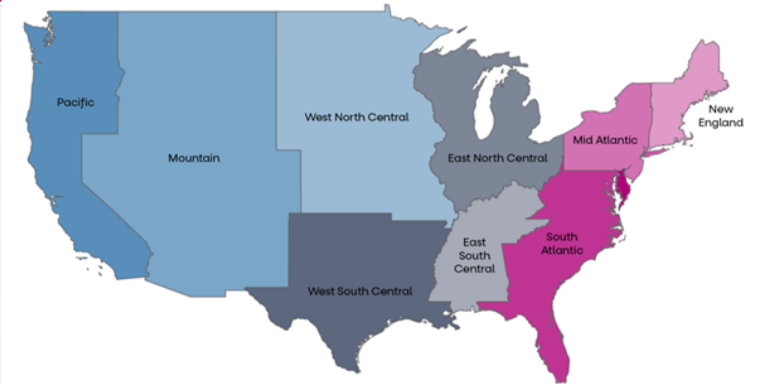 Pacific
Mountain
West North Central
East North Central
Mid Atlantic
New
England
West South Central
East
South
Central
South
Atlantic